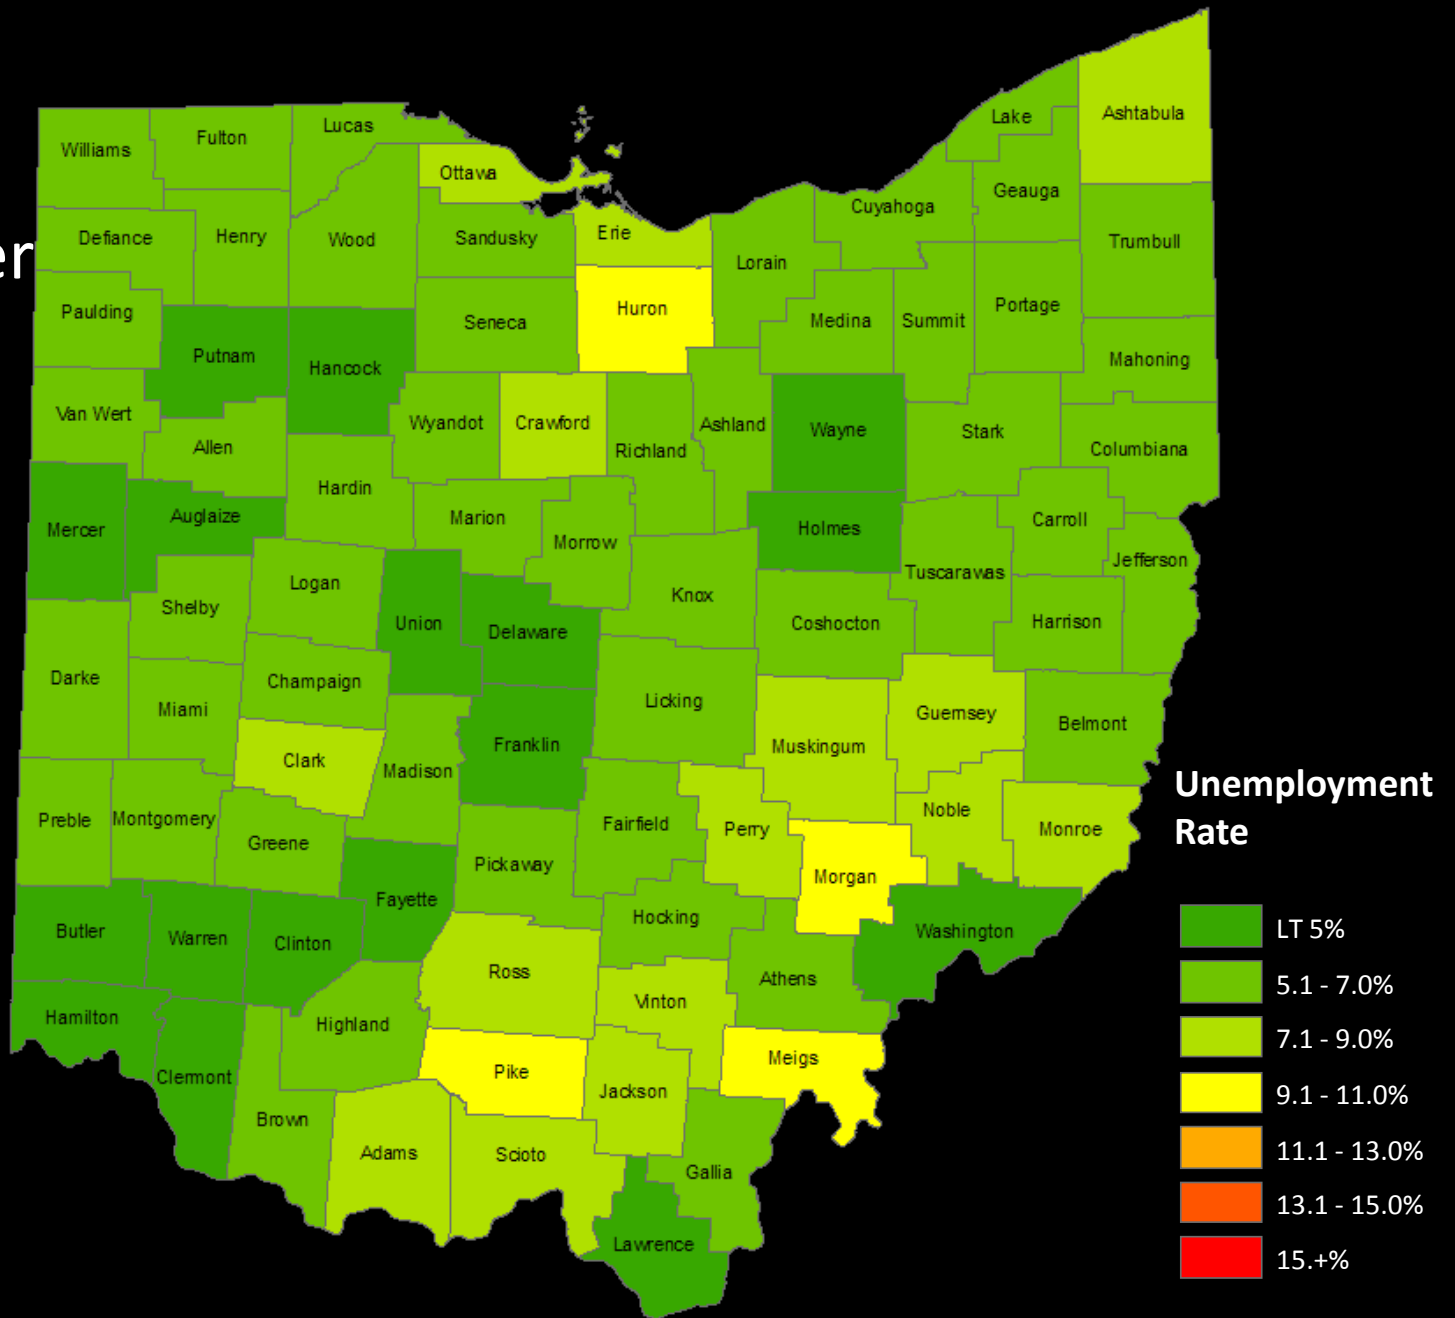 er
Williams
Fulton
Lucas
Ottawa
Lake
Ashtabula
Geauga
Cuyahoga
Defiance
Henry
Wood
Sandusky
Erie
Lorain
Trumbull
Paulding
Seneca
Huron
Medina
Summit
Portage
Putnam
Hancock
Mahoning
Van Wert
Allen
Wyandot
Crawford
Richland
Ashland
Wayne
Stark
Columbiana
Hardin
Mercer
Auglaize
Marion
Morrow
Holmes
Carroll
Jefferson
Logan
Shelby
Union
Delaware
Knox
Coshocton
Tuscarawas
Harrison
Darke
Champaign
Miami
Licking
Guernsey
Belmont
Clark
Madison
Franklin
Muskingum
Preble
Montgomery
Greene
Fairfield
Perry
Noble
Monroe
Pickaway
Morgan
Fayette
Hocking
Butler
Warren
Clinton
Washington
Ross
Vinton
Athens
Hamilton
Highland
Clermont
Pike
Jackson
Meigs
Brown
Adams
Scioto
Gallia
Lawrence
Unemployment
Rate
LT 5%
5.1 - 7.0%
7.1 - 9.0%
9.1 - 11.0%
11.1 - 13.0%
13.1 - 15.0%
15.+%